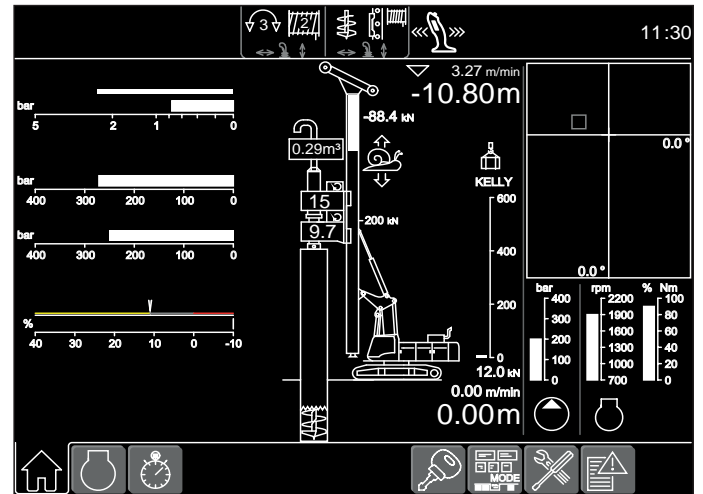 3 2 11:30
3.27 m/min
-10.80m
bar
5 2 1 0
-88.4 kN
0.29m³
0.0 °
KELLY
600
bar
400 300 200 100 0
15
200 kN
9.7
bar
400 300 200 100 0
400
0.0 °
200
bar rpm % Nm
400 2200 100
300 1900 80
200 1600 60
1300 40
100 1000 20
0 700 0
%
40 30 20 10 0 -10
0
12.0 kN
0.00 m/min
0.00m
MODE